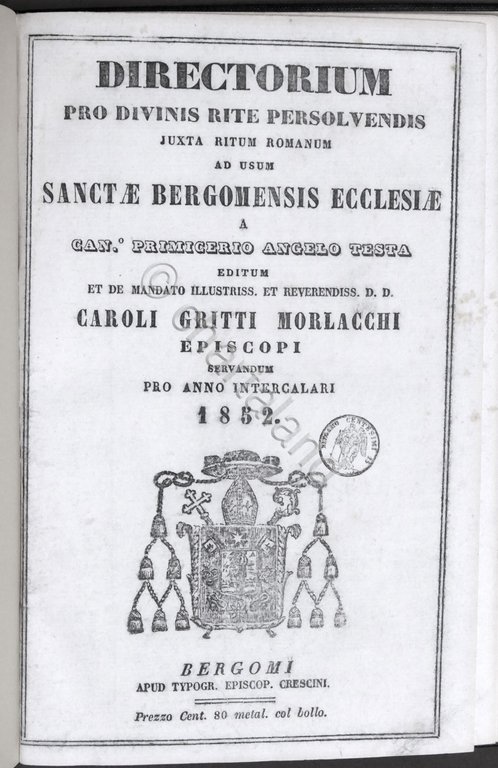 DIRECTORIUM
PRO DIVINIS RITE PERSOLVENDIS
JUXTA RITUM ROMANUM
AD USUM
SANCTÆ BERGOMENSIS ECCLESIÆ
A
CAN.º PRIMICERIO ANGELO TESTA
EDITUM
ET DE MANDATO ILLUSTRISS. ET REVERENDISS. D. D.
CAROLI GRITTI MORLACCHI
EPISCOPI
SERVANDUM
PRO ANNO INTERCALARI
1852.
CENTESIMI
BERGOMI
APUD TYPOGR. EPISCOP. CRESCINI.
Prezzo Cent. 80 metal. col bollo.